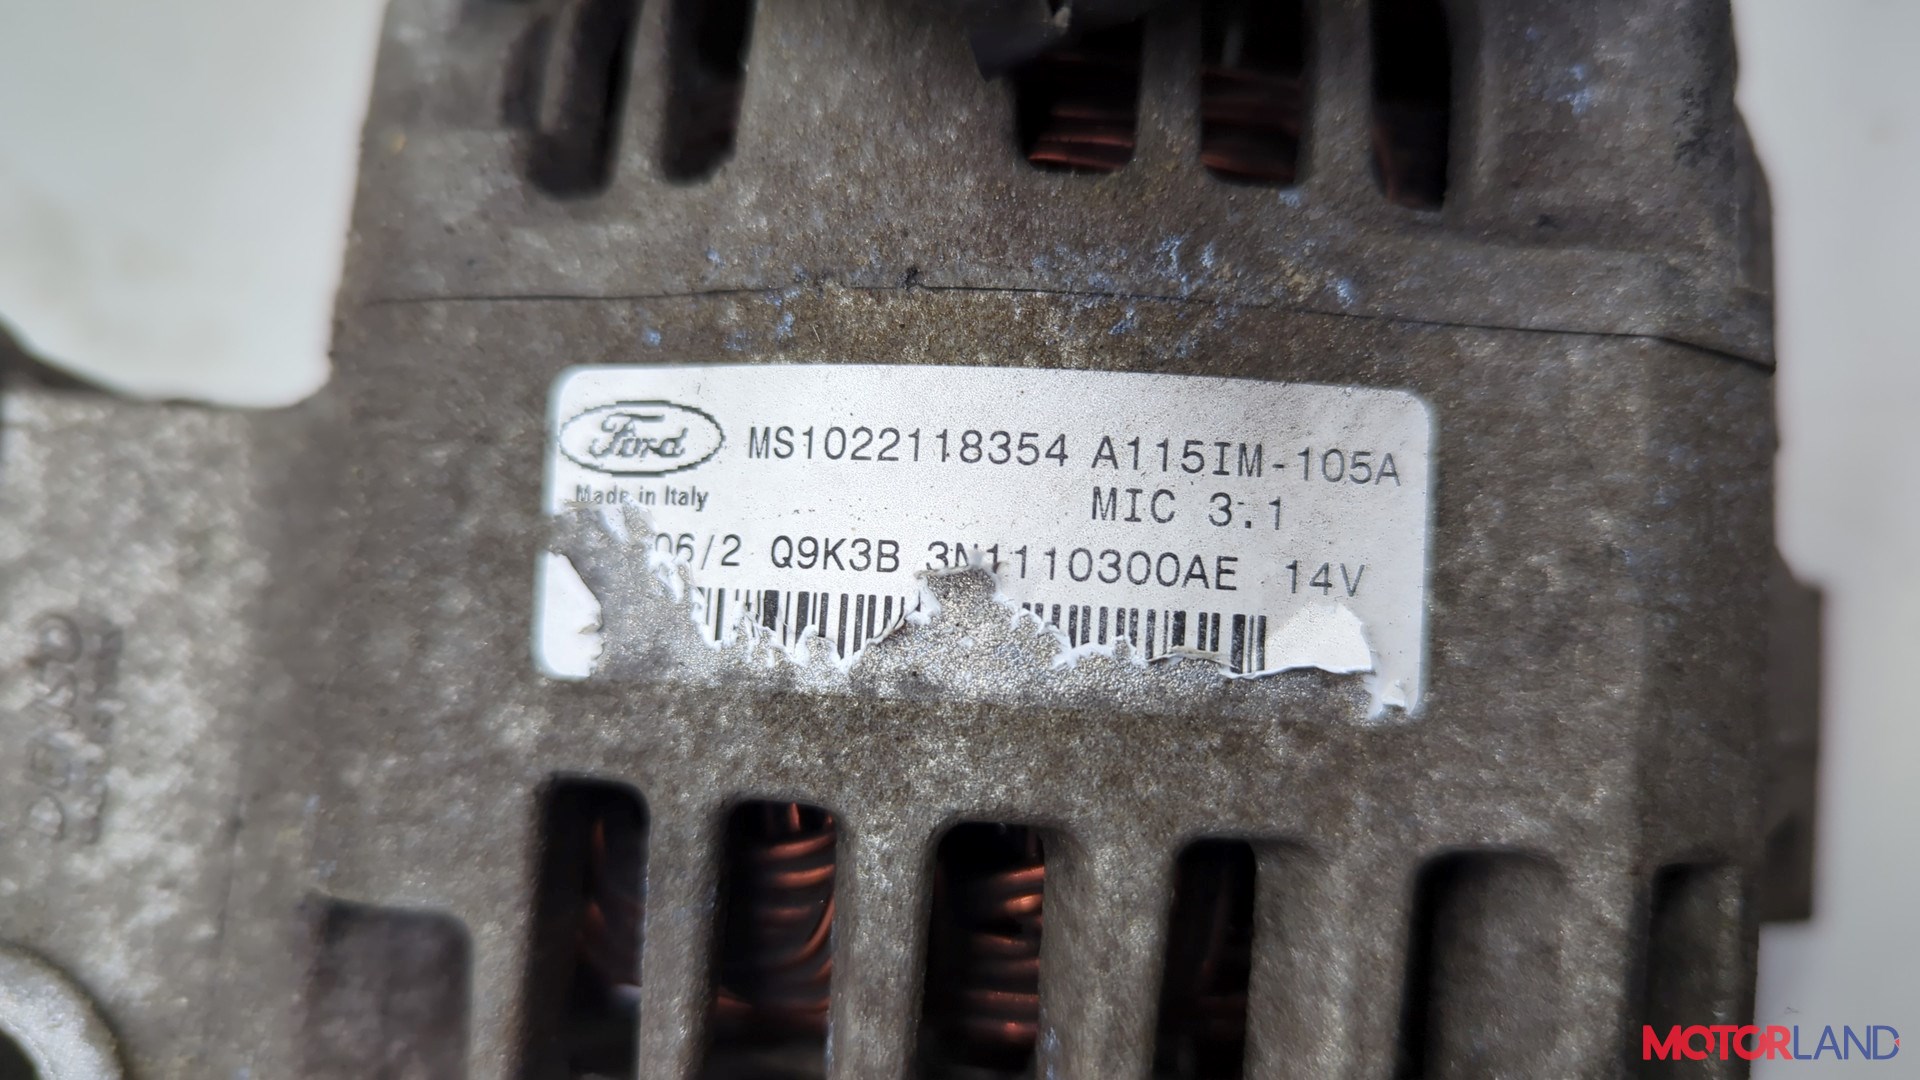 Ford MS1022118354 A115IM-105A
Made in Italy MIC 3.1
06/2 Q9K3B 3N1110300AE 14V
MOTORLAND